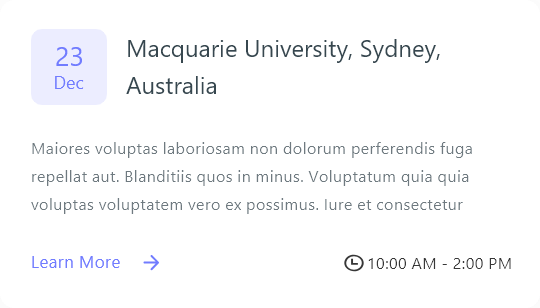 23
Dec
Macquarie University, Sydney,
Australia
Maiores voluptas laboriosam non dolorum perferendis fuga
repellat aut. Blanditiis quos in minus. Voluptatum quia quia
voluptas voluptatem vero ex possimus. Iure et consectetur
Learn More
10:00 AM - 2:00 PM